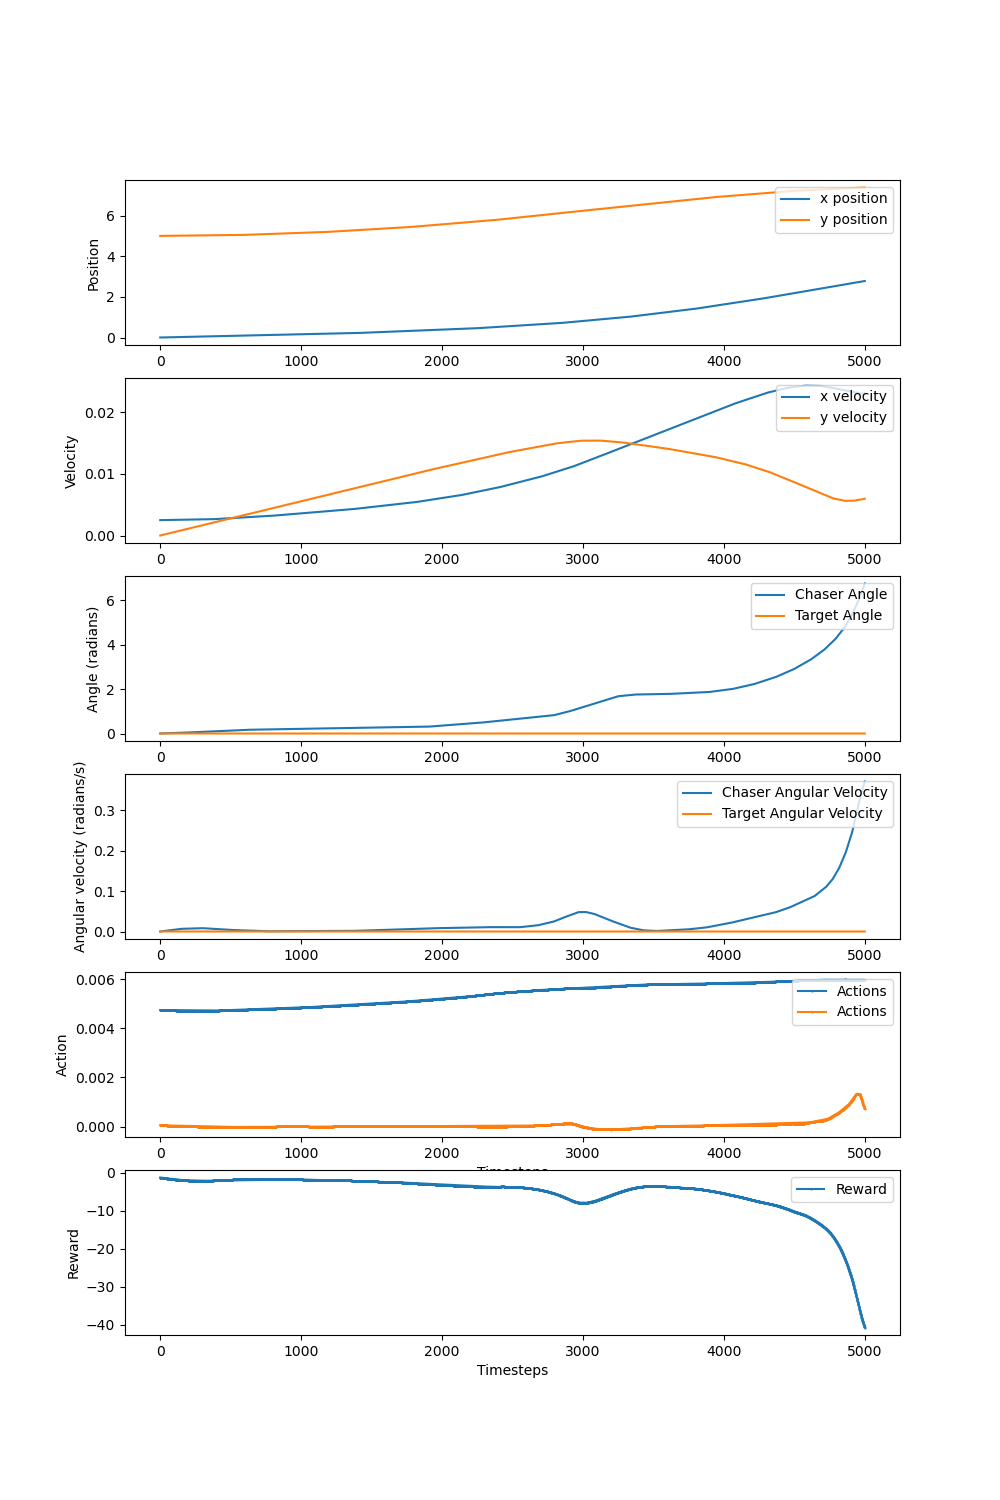 Position
6
4
2
0
x position
y position
0 1000 2000 3000 4000 5000
Velocity
0.02
0.01
0.00
x velocity
y velocity
0 1000 2000 3000 4000 5000
Angle (radians)
6
4
2
0
Chaser Angle
Target Angle
0 1000 2000 3000 4000 5000
Angular velocity (radians/s)
0.3
0.2
0.1
0.0
Chaser Angular Velocity
Target Angular Velocity
0 1000 2000 3000 4000 5000
Action
0.006
0.004
0.002
0.000
Actions
Actions
0 1000 2000 3000 4000 5000
Timesteps
Reward
0
−10
−20
−30
−40
Reward
0 1000 2000 3000 4000 5000
Timesteps